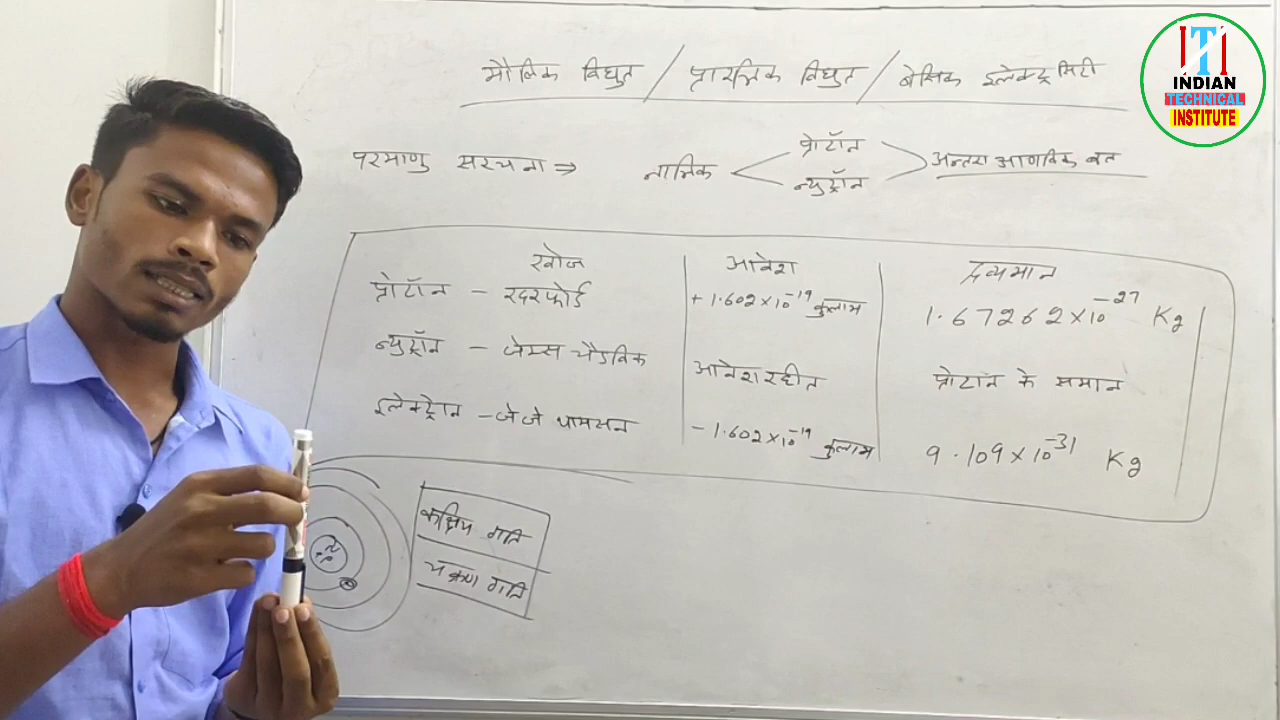 मौलिक विद्युत / प्रारम्भिक विद्युत / बेसिक इलेक्ट्रिसिटी
ITI
INDIAN
TECHNICAL
INSTITUTE
परमाणु संरचना ⇒ नाभिक
प्रोटॉन
न्युट्रॉन
अन्तरा आणविक बल
खोज आवेश द्रव्यमान
प्रोटॉन – रदरफोर्ड +1.602×10⁻¹⁹ कुलाम 1.67262×10⁻²⁷ Kg
न्युट्रॉन – जेम्स चैडविक आवेश रहीत प्रोटान के समान
इलेक्ट्रोन – जे जे थामसन –1.602×10⁻¹⁹ कुलाम 9.109×10⁻³¹ Kg
कक्षिय गति
चक्रण गति